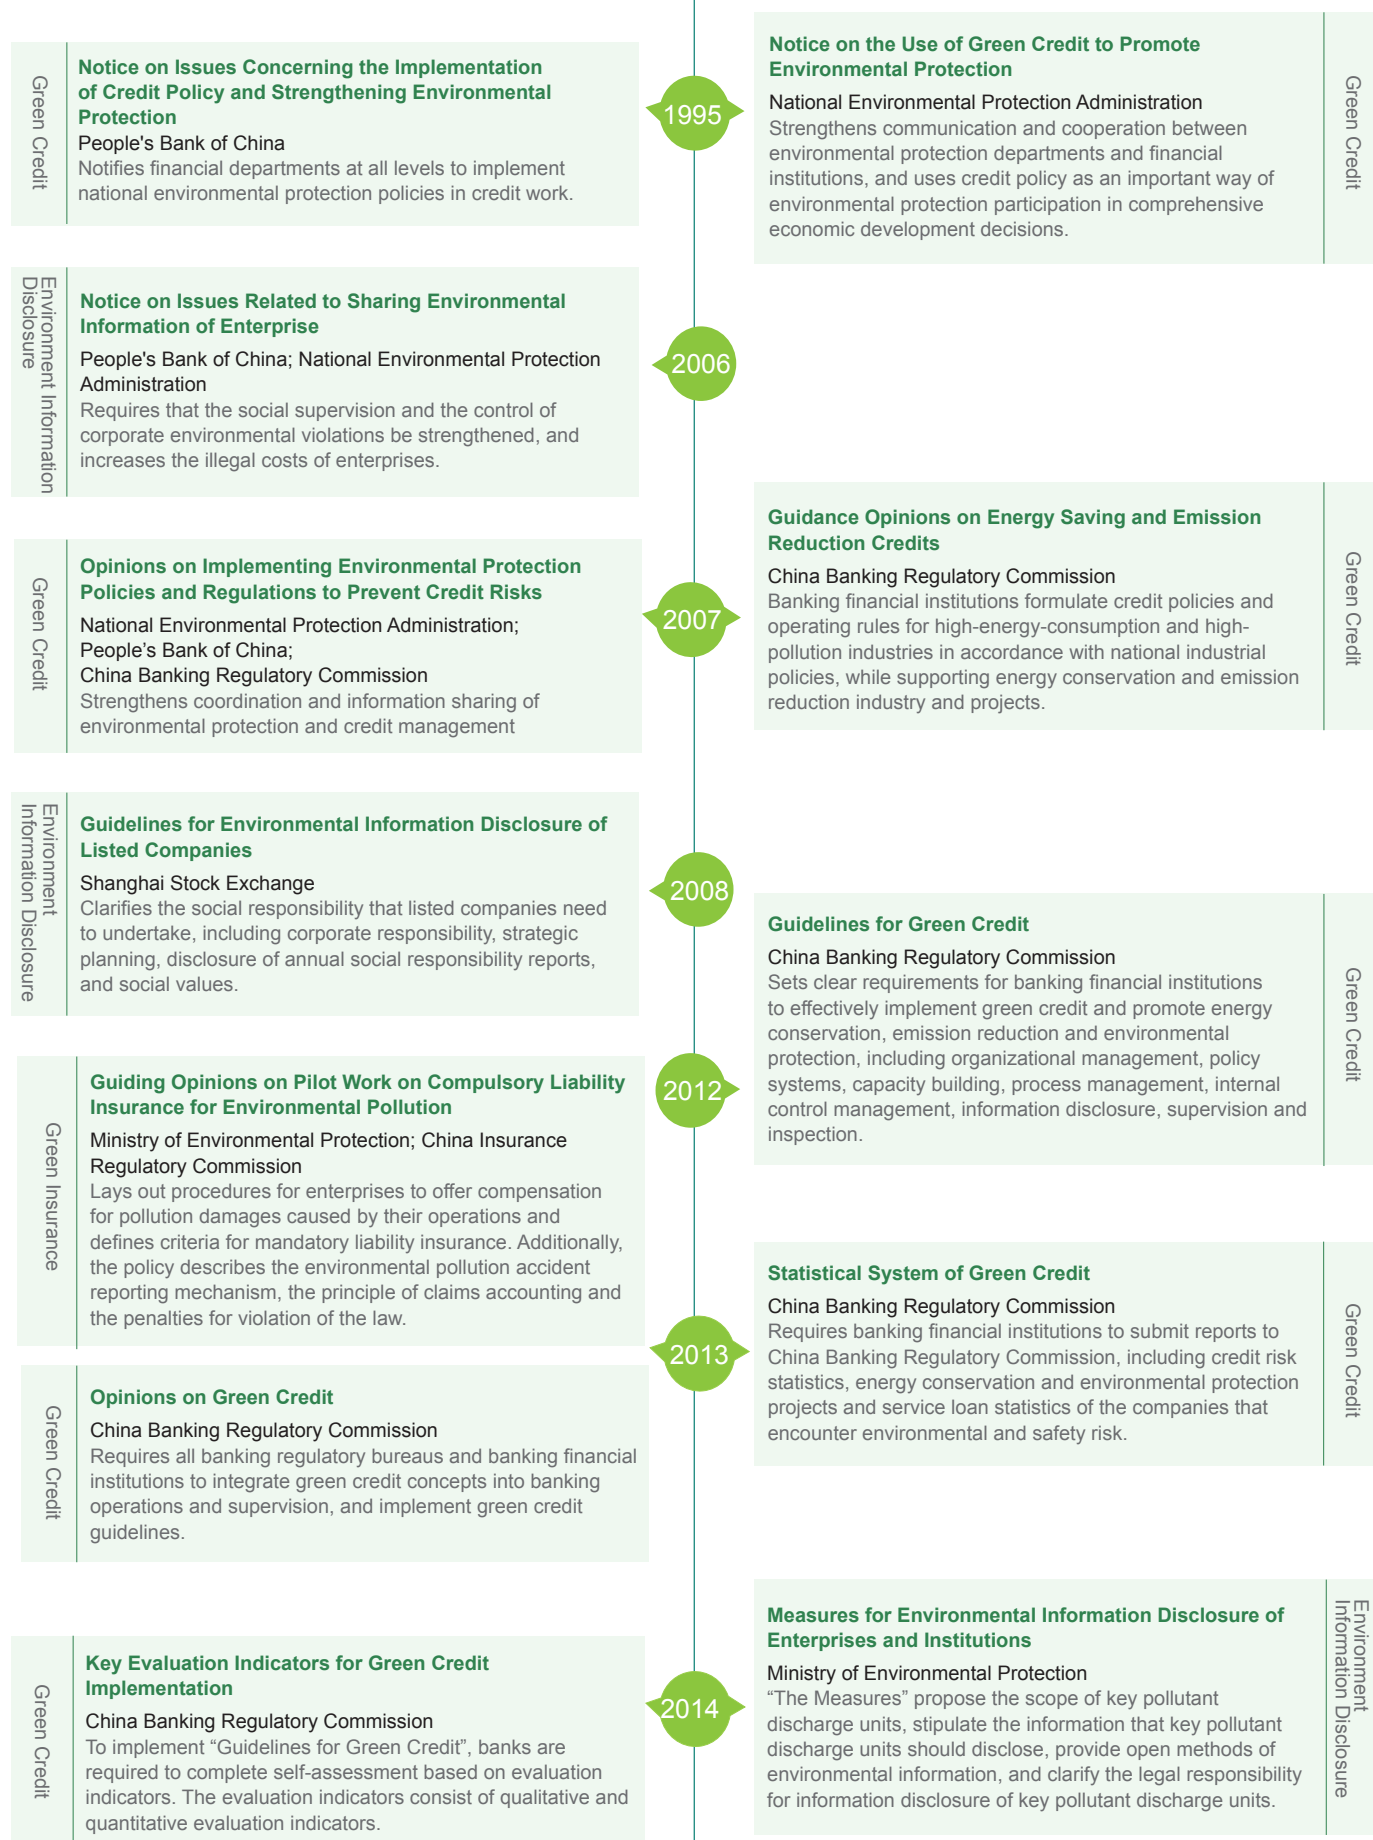 Green Credit
Notice on Issues Concerning the Implementation
of Credit Policy and Strengthening Environmental
Protection
People's Bank of China
Notifies financial departments at all levels to implement
national environmental protection policies in credit work.
1995
Notice on the Use of Green Credit to Promote
Environmental Protection
National Environmental Protection Administration
Strengthens communication and cooperation between
environmental protection departments and financial
institutions, and uses credit policy as an important way of
environmental protection participation in comprehensive
economic development decisions.
Green Credit
Environment Information
Disclosure
Notice on Issues Related to Sharing Environmental
Information of Enterprise
People's Bank of China; National Environmental Protection
Administration
Requires that the social supervision and the control of
corporate environmental violations be strengthened, and
increases the illegal costs of enterprises.
2006
Green Credit
Opinions on Implementing Environmental Protection
Policies and Regulations to Prevent Credit Risks
National Environmental Protection Administration;
People’s Bank of China;
China Banking Regulatory Commission
Strengthens coordination and information sharing of
environmental protection and credit management
2007
Guidance Opinions on Energy Saving and Emission
Reduction Credits
China Banking Regulatory Commission
Banking financial institutions formulate credit policies and
operating rules for high-energy-consumption and high-
pollution industries in accordance with national industrial
policies, while supporting energy conservation and emission
reduction industry and projects.
Green Credit
Environment
Information Disclosure
Guidelines for Environmental Information Disclosure of
Listed Companies
Shanghai Stock Exchange
Clarifies the social responsibility that listed companies need
to undertake, including corporate responsibility, strategic
planning, disclosure of annual social responsibility reports,
and social values.
2008
2012
Guidelines for Green Credit
China Banking Regulatory Commission
Sets clear requirements for banking financial institutions
to effectively implement green credit and promote energy
conservation, emission reduction and environmental
protection, including organizational management, policy
systems, capacity building, process management, internal
control management, information disclosure, supervision and
inspection.
Green Credit
Green Insurance
Guiding Opinions on Pilot Work on Compulsory Liability
Insurance for Environmental Pollution
Ministry of Environmental Protection; China Insurance
Regulatory Commission
Lays out procedures for enterprises to offer compensation
for pollution damages caused by their operations and
defines criteria for mandatory liability insurance. Additionally,
the policy describes the environmental pollution accident
reporting mechanism, the principle of claims accounting and
the penalties for violation of the law.
2013
Statistical System of Green Credit
China Banking Regulatory Commission
Requires banking financial institutions to submit reports to
China Banking Regulatory Commission, including credit risk
statistics, energy conservation and environmental protection
projects and service loan statistics of the companies that
encounter environmental and safety risk.
Green Credit
Green Credit
Opinions on Green Credit
China Banking Regulatory Commission
Requires all banking regulatory bureaus and banking financial
institutions to integrate green credit concepts into banking
operations and supervision, and implement green credit
guidelines.
Green Credit
Key Evaluation Indicators for Green Credit
Implementation
China Banking Regulatory Commission
To implement “Guidelines for Green Credit”, banks are
required to complete self-assessment based on evaluation
indicators. The evaluation indicators consist of qualitative and
quantitative evaluation indicators.
2014
Measures for Environmental Information Disclosure of
Enterprises and Institutions
Ministry of Environmental Protection
“The Measures” propose the scope of key pollutant
discharge units, stipulate the information that key pollutant
discharge units should disclose, provide open methods of
environmental information, and clarify the legal responsibility
for information disclosure of key pollutant discharge units.
Environment
Information Disclosure